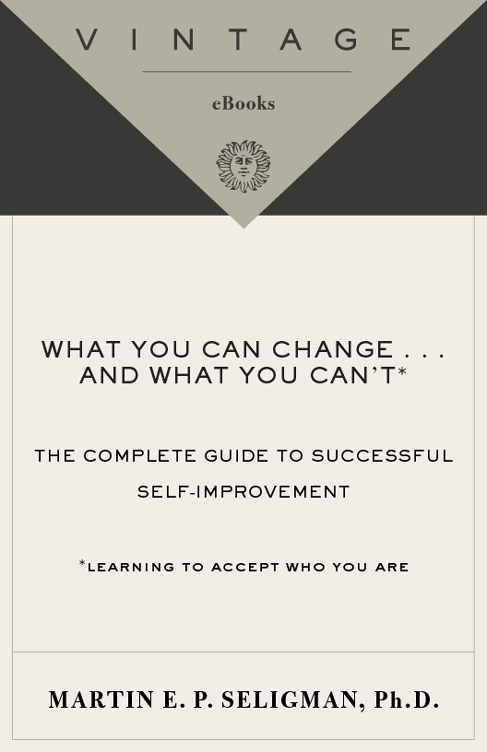 VINTAGE
eBooks
WHAT YOU CAN CHANGE . . .
AND WHAT YOU CAN’T*
THE COMPLETE GUIDE TO SUCCESSFUL
SELF-IMPROVEMENT
*LEARNING TO ACCEPT WHO YOU ARE
MARTIN E. P. SELIGMAN, Ph.D.